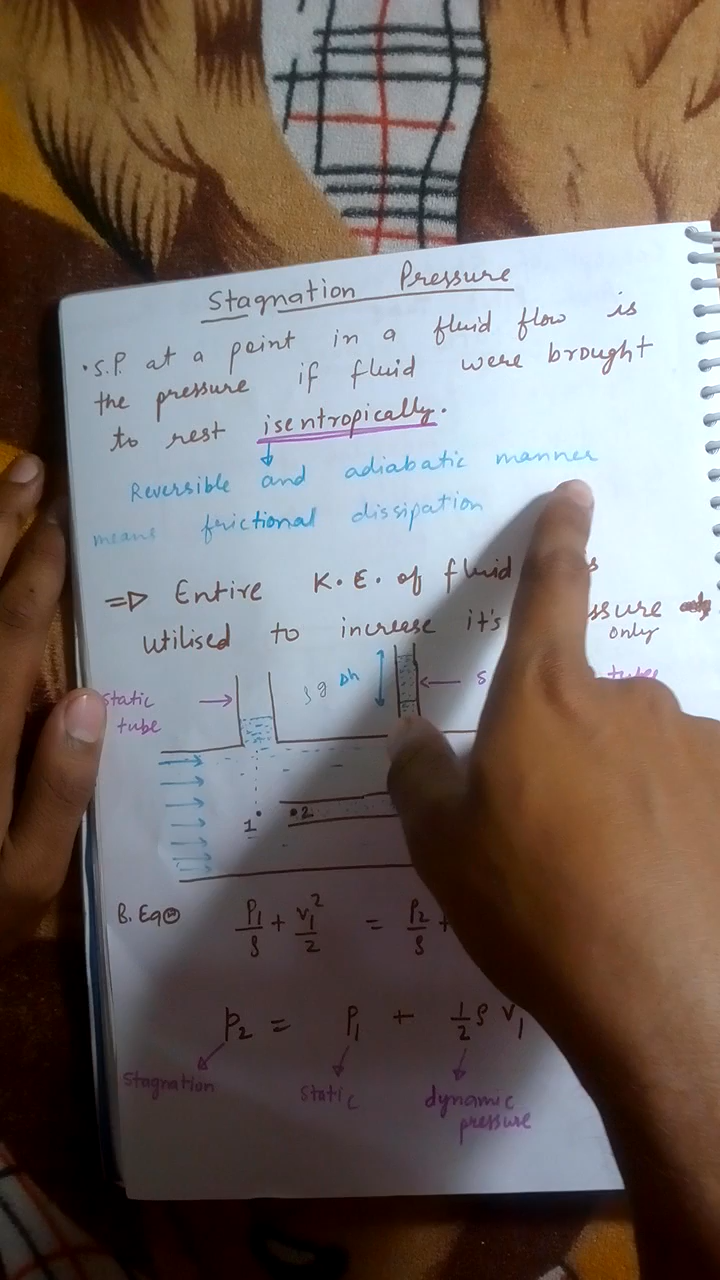 Stagnation Pressure
• S.P. at a point in a fluid flow is
the pressure if fluid were brought
to rest isentropically.
Reversible and adiabatic manner
means frictional dissipation
⇒ Entire K.E. of fluid
utilised to increase it's
only
static
tube
ρg Δh
tube
1 2
B. Eq
P₁/ρ + v₁²/2 = P₂/ρ +
P₂ = P₁ + ½ ρ v₁
Stagnation static dynamic
pressure